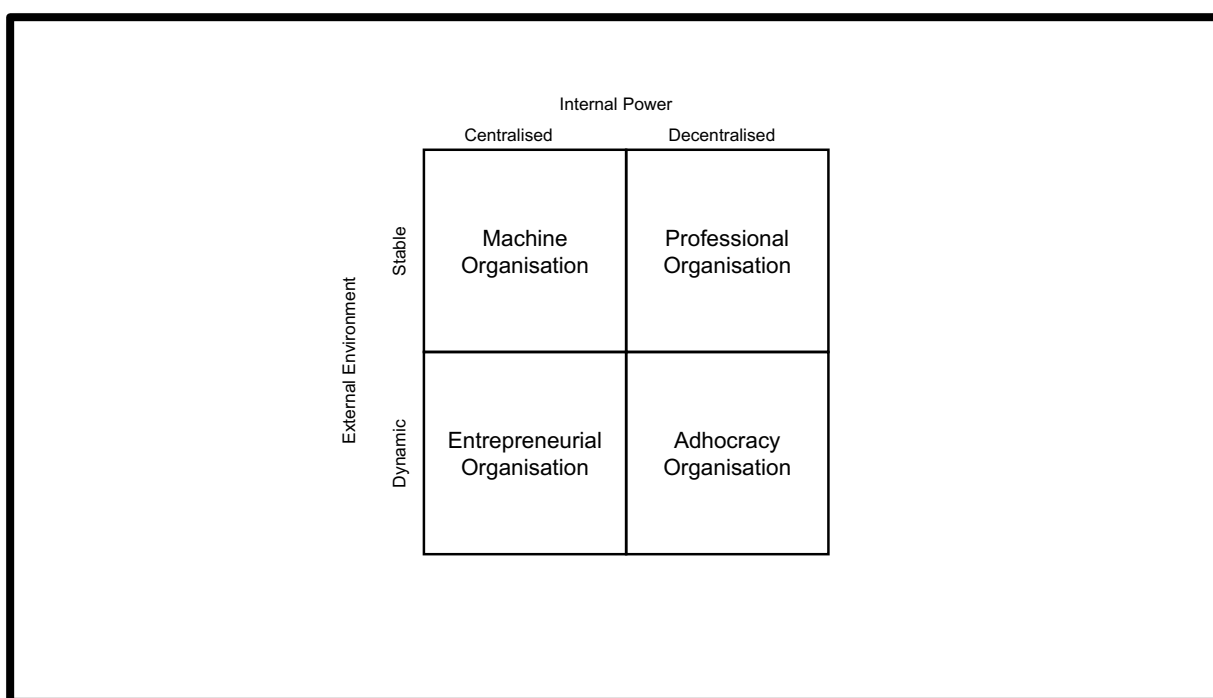 Internal Power
Centralised
Decentralised
External Environment
Stable
Machine
Organisation
Professional
Organisation
Dynamic
Entrepreneurial
Organisation
Adhocracy
Organisation